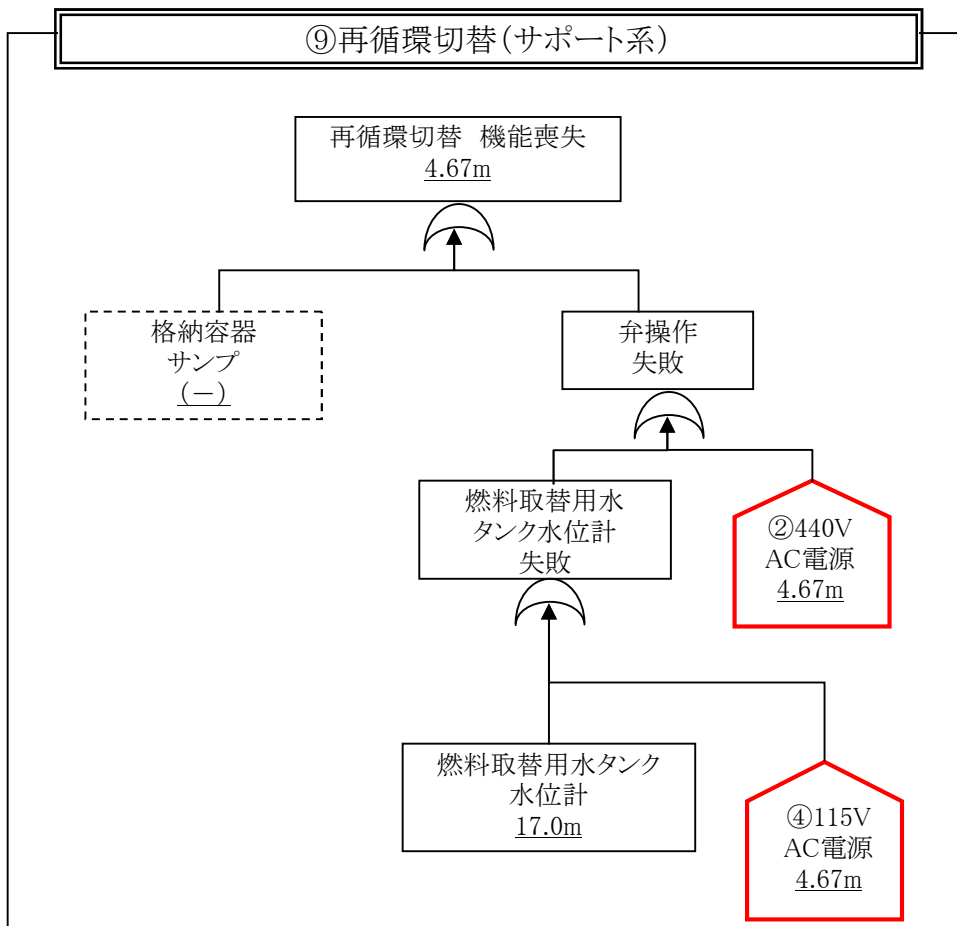 ⑨再循環切替(サポート系)
再循環切替 機能喪失
4.67m
格納容器
サンプ
(－)
弁操作
失敗
燃料取替用水
タンク水位計
失敗
②440V
AC電源
4.67m
燃料取替用水タンク
水位計
17.0m
④115V
AC電源
4.67m